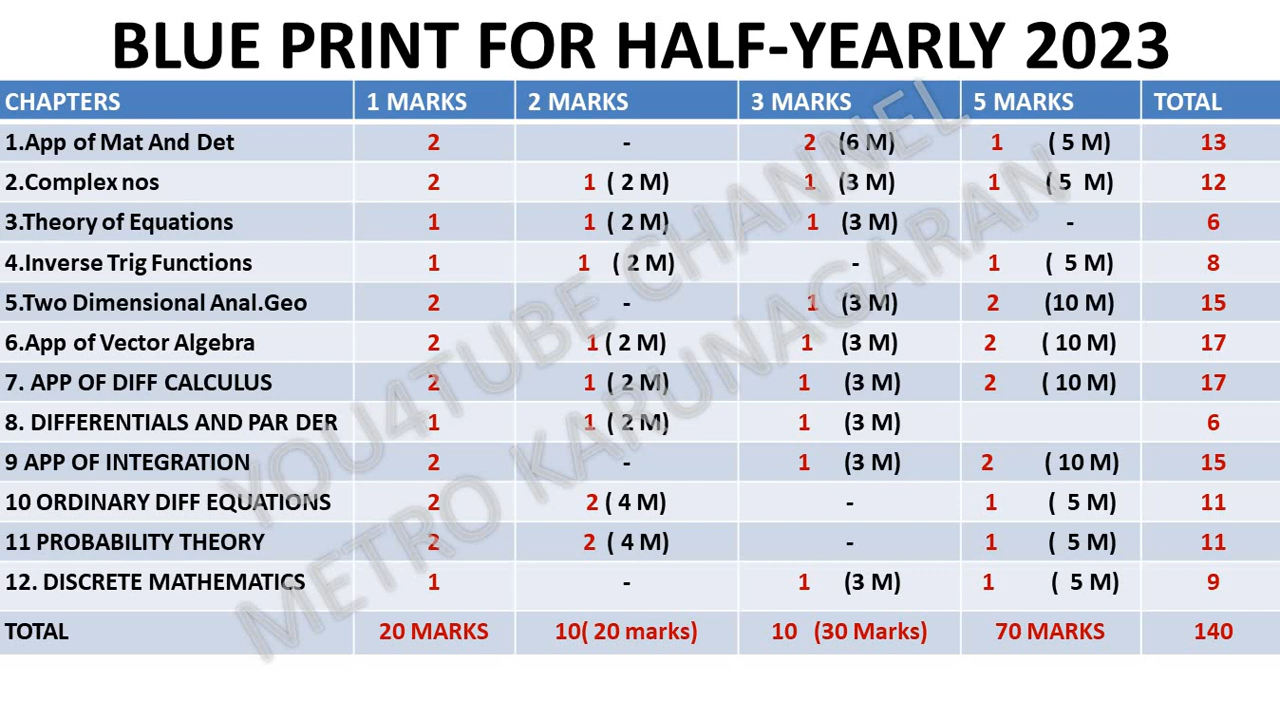 BLUE PRINT FOR HALF-YEARLY 2023
CHAPTERS 1 MARKS 2 MARKS 3 MARKS 5 MARKS TOTAL
1.App of Mat And Det 2 - 2 (6 M) 1 ( 5 M) 13
2.Complex nos 2 1 ( 2 M) 1 (3 M) 1 ( 5 M) 12
3.Theory of Equations 1 1 ( 2 M) 1 (3 M) - 6
4.Inverse Trig Functions 1 1 ( 2 M) - 1 ( 5 M) 8
5.Two Dimensional Anal.Geo 2 - 1 (3 M) 2 (10 M) 15
6.App of Vector Algebra 2 1 ( 2 M) 1 (3 M) 2 ( 10 M) 17
7. APP OF DIFF CALCULUS 2 1 ( 2 M) 1 (3 M) 2 ( 10 M) 17
8. DIFFERENTIALS AND PAR DER 1 1 ( 2 M) 1 (3 M) 6
9 APP OF INTEGRATION 2 - 1 (3 M) 2 ( 10 M) 15
10 ORDINARY DIFF EQUATIONS 2 2 ( 4 M) - 1 ( 5 M) 11
11 PROBABILITY THEORY 2 2 ( 4 M) - 1 ( 5 M) 11
12. DISCRETE MATHEMATICS 1 - 1 (3 M) 1 ( 5 M) 9
TOTAL 20 MARKS 10( 20 marks) 10 (30 Marks) 70 MARKS 140
YOU4TUBE CHANNEL
METRO KARUNAGARAN